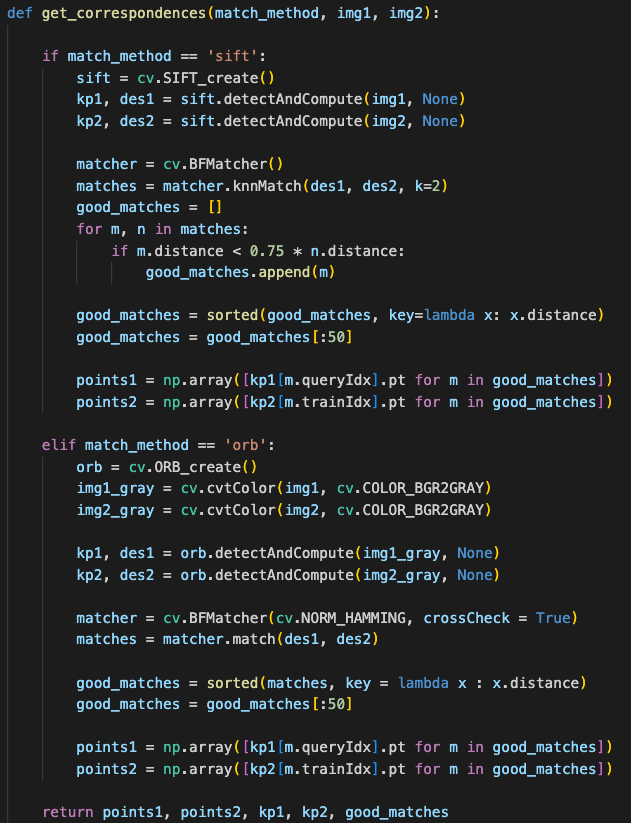 def get_correspondences(match_method, img1, img2):

    if match_method == 'sift':
        sift = cv.SIFT_create()
        kp1, des1 = sift.detectAndCompute(img1, None)
        kp2, des2 = sift.detectAndCompute(img2, None)

        matcher = cv.BFMatcher()
        matches = matcher.knnMatch(des1, des2, k=2)
        good_matches = []
        for m, n in matches:
            if m.distance < 0.75 * n.distance:
                good_matches.append(m)

        good_matches = sorted(good_matches, key=lambda x: x.distance)
        good_matches = good_matches[:50]

        points1 = np.array([kp1[m.queryIdx].pt for m in good_matches])
        points2 = np.array([kp2[m.trainIdx].pt for m in good_matches])

    elif match_method == 'orb':
        orb = cv.ORB_create()
        img1_gray = cv.cvtColor(img1, cv.COLOR_BGR2GRAY)
        img2_gray = cv.cvtColor(img2, cv.COLOR_BGR2GRAY)

        kp1, des1 = orb.detectAndCompute(img1_gray, None)
        kp2, des2 = orb.detectAndCompute(img2_gray, None)

        matcher = cv.BFMatcher(cv.NORM_HAMMING, crossCheck = True)
        matches = matcher.match(des1, des2)

        good_matches = sorted(matches, key = lambda x : x.distance)
        good_matches = good_matches[:50]

        points1 = np.array([kp1[m.queryIdx].pt for m in good_matches])
        points2 = np.array([kp2[m.trainIdx].pt for m in good_matches])

    return points1, points2, kp1, kp2, good_matches